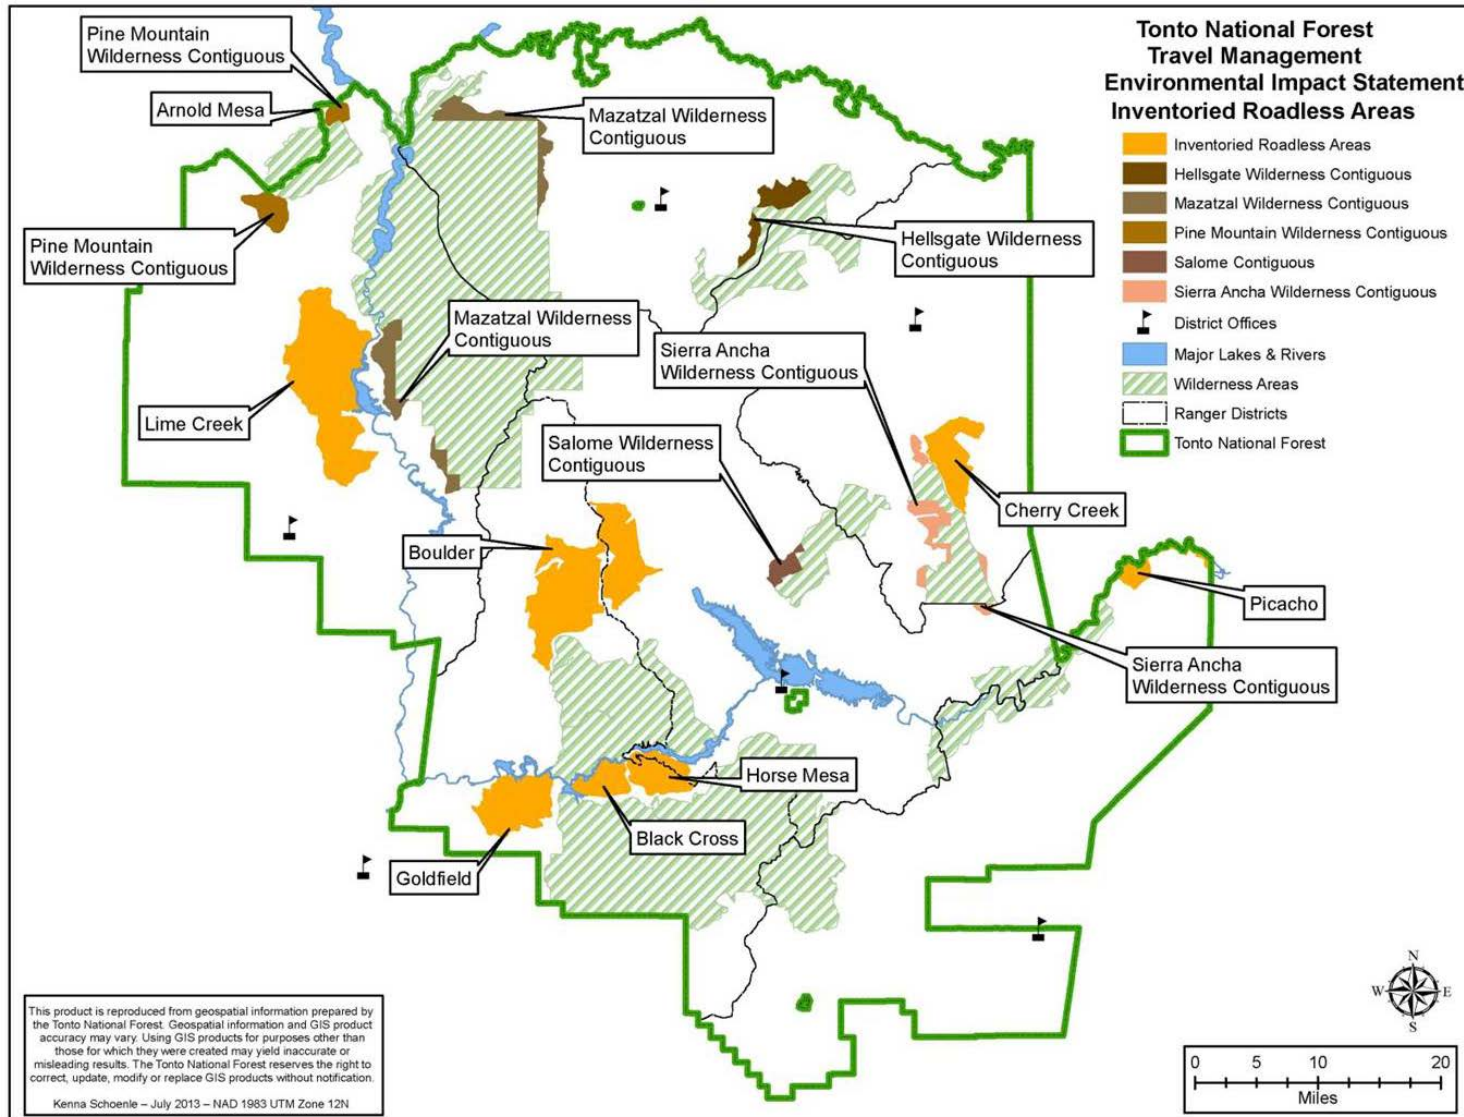 Tonto National Forest
Travel Management
Environmental Impact Statement
Inventoried Roadless Areas
Inventoried Roadless Areas
Hellsgate Wilderness Contiguous
Mazatzal Wilderness Contiguous
Pine Mountain Wilderness Contiguous
Salome Contiguous
Sierra Ancha Wilderness Contiguous
District Offices
Major Lakes & Rivers
Wilderness Areas
Ranger Districts
Tonto National Forest
Pine Mountain
Wilderness Contiguous
Arnold Mesa
Mazatzal Wilderness
Contiguous
Pine Mountain
Wilderness Contiguous
Hellsgate Wilderness
Contiguous
Mazatzal Wilderness
Contiguous
Sierra Ancha
Wilderness Contiguous
Lime Creek
Salome Wilderness
Contiguous
Cherry Creek
Boulder
Picacho
Sierra Ancha
Wilderness Contiguous
Horse Mesa
Black Cross
Goldfield
This product is reproduced from geospatial information prepared by
the Tonto National Forest. Geospatial information and GIS product
accuracy may vary. Using GIS products for purposes other than
those for which they were created may yield inaccurate or
misleading results. The Tonto National Forest reserves the right to
correct, update, modify or replace GIS products without notification.
Kenna Schoenle – July 2013 – NAD 1983 UTM Zone 12N
N
W E
S
0 5 10 20
Miles